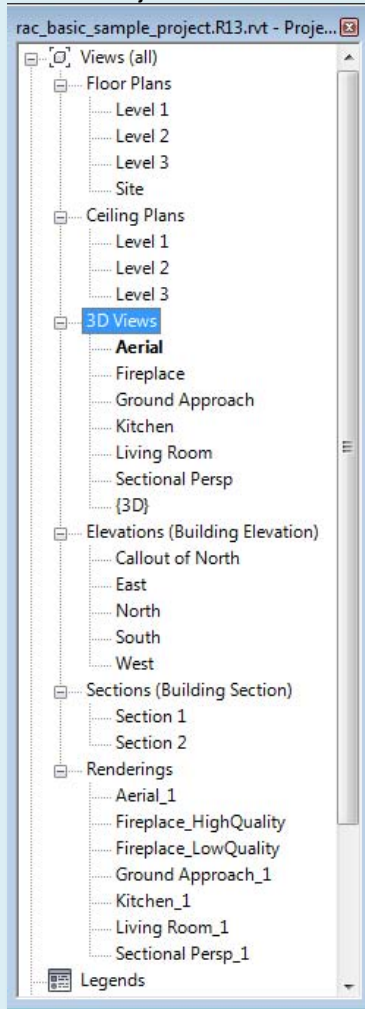 rac_basic_sample_project.R13.rvt - Proje...
Views (all)
Floor Plans
Level 1
Level 2
Level 3
Site
Ceiling Plans
Level 1
Level 2
Level 3
3D Views
Aerial
Fireplace
Ground Approach
Kitchen
Living Room
Sectional Persp
{3D}
Elevations (Building Elevation)
Callout of North
East
North
South
West
Sections (Building Section)
Section 1
Section 2
Renderings
Aerial_1
Fireplace_HighQuality
Fireplace_LowQuality
Ground Approach_1
Kitchen_1
Living Room_1
Sectional Persp_1
Legends